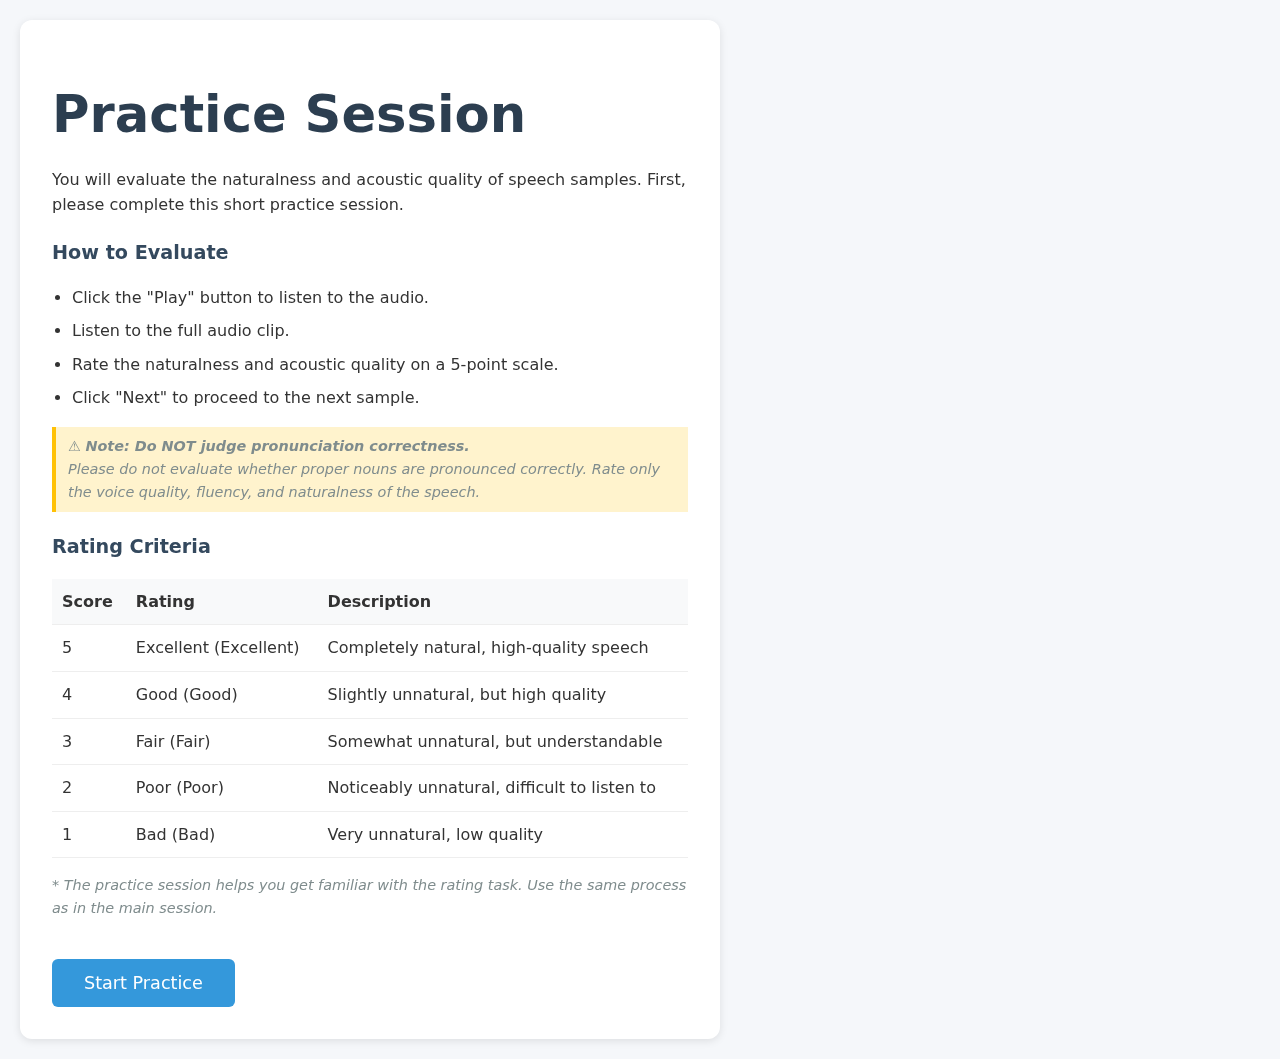 Practice Session
You will evaluate the naturalness and acoustic quality of speech samples. First,
please complete this short practice session.
How to Evaluate
• Click the "Play" button to listen to the audio.
• Listen to the full audio clip.
• Rate the naturalness and acoustic quality on a 5-point scale.
• Click "Next" to proceed to the next sample.
⚠ Note: Do NOT judge pronunciation correctness.
Please do not evaluate whether proper nouns are pronounced correctly. Rate only
the voice quality, fluency, and naturalness of the speech.
Rating Criteria
Score Rating Description
5 Excellent (Excellent) Completely natural, high-quality speech
4 Good (Good) Slightly unnatural, but high quality
3 Fair (Fair) Somewhat unnatural, but understandable
2 Poor (Poor) Noticeably unnatural, difficult to listen to
1 Bad (Bad) Very unnatural, low quality
* The practice session helps you get familiar with the rating task. Use the same process
as in the main session.
Start Practice